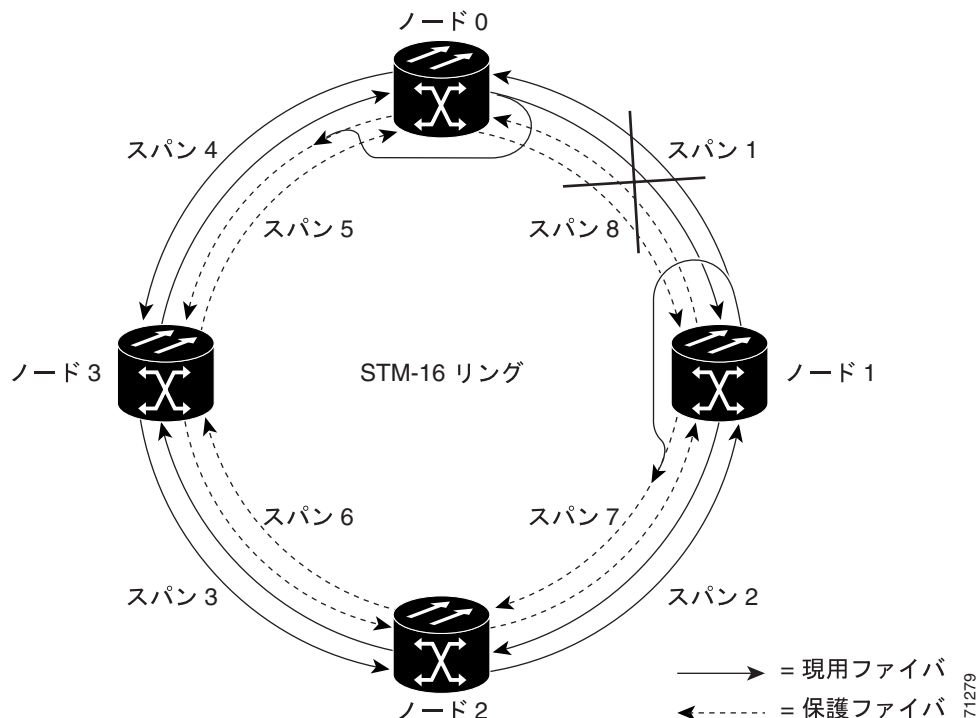 ノード 0
スパン 4
スパン 1
スパン 5
スパン 8
ノード 3
STM-16 リング
ノード 1
スパン 6
スパン 7
スパン 3
スパン 2
ノード 2
= 現用ファイバ
= 保護ファイバ
71279